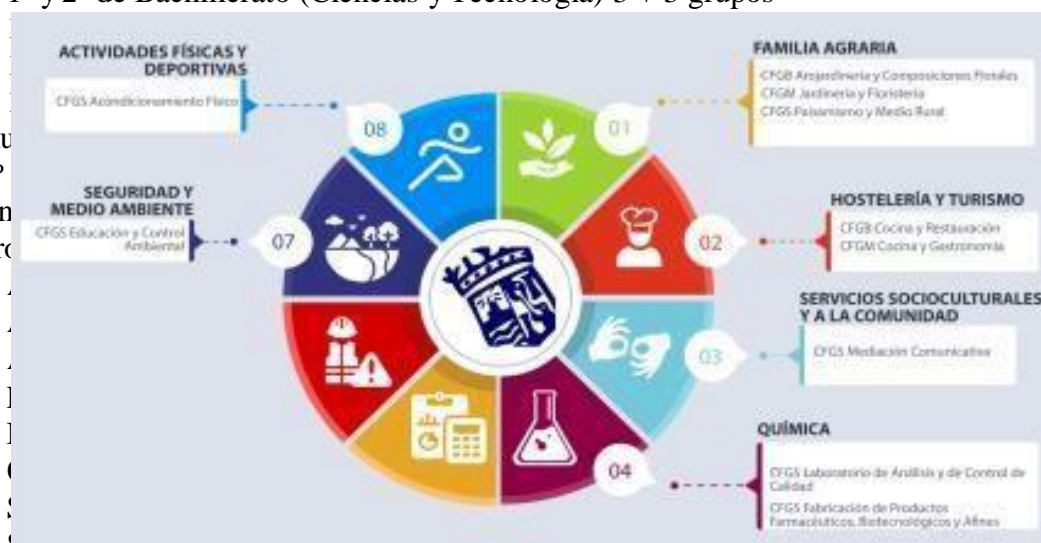 1º y 2º de Bachillerato (Ciencias y Tecnología) 3 + 3 grupos
ACTIVIDADES FÍSICAS Y
DEPORTIVAS
CFGS Acondicionamiento Físico
08
SEGURIDAD Y
MEDIO AMBIENTE
CFGS Educación y Control
Ambiental
07
FAMILIA AGRARIA
CFGB Arojardinería y Composiciones Florales
CFGM Jardinería y Floristería
CFGS Paisajismo y Medio Rural
01
HOSTELERÍA Y TURISMO
CFGB Cocina y Restauración
CFGM Cocina y Gastronomía
02
SERVICIOS SOCIOCULTURALES
Y A LA COMUNIDAD
CFGS Mediación Comunicativa
03
QUÍMICA
CFGS Laboratorio de Análisis y de Control de
Calidad
CFGS Fabricación de Productos
Farmacéuticos, Biotecnológicos y Afines
04